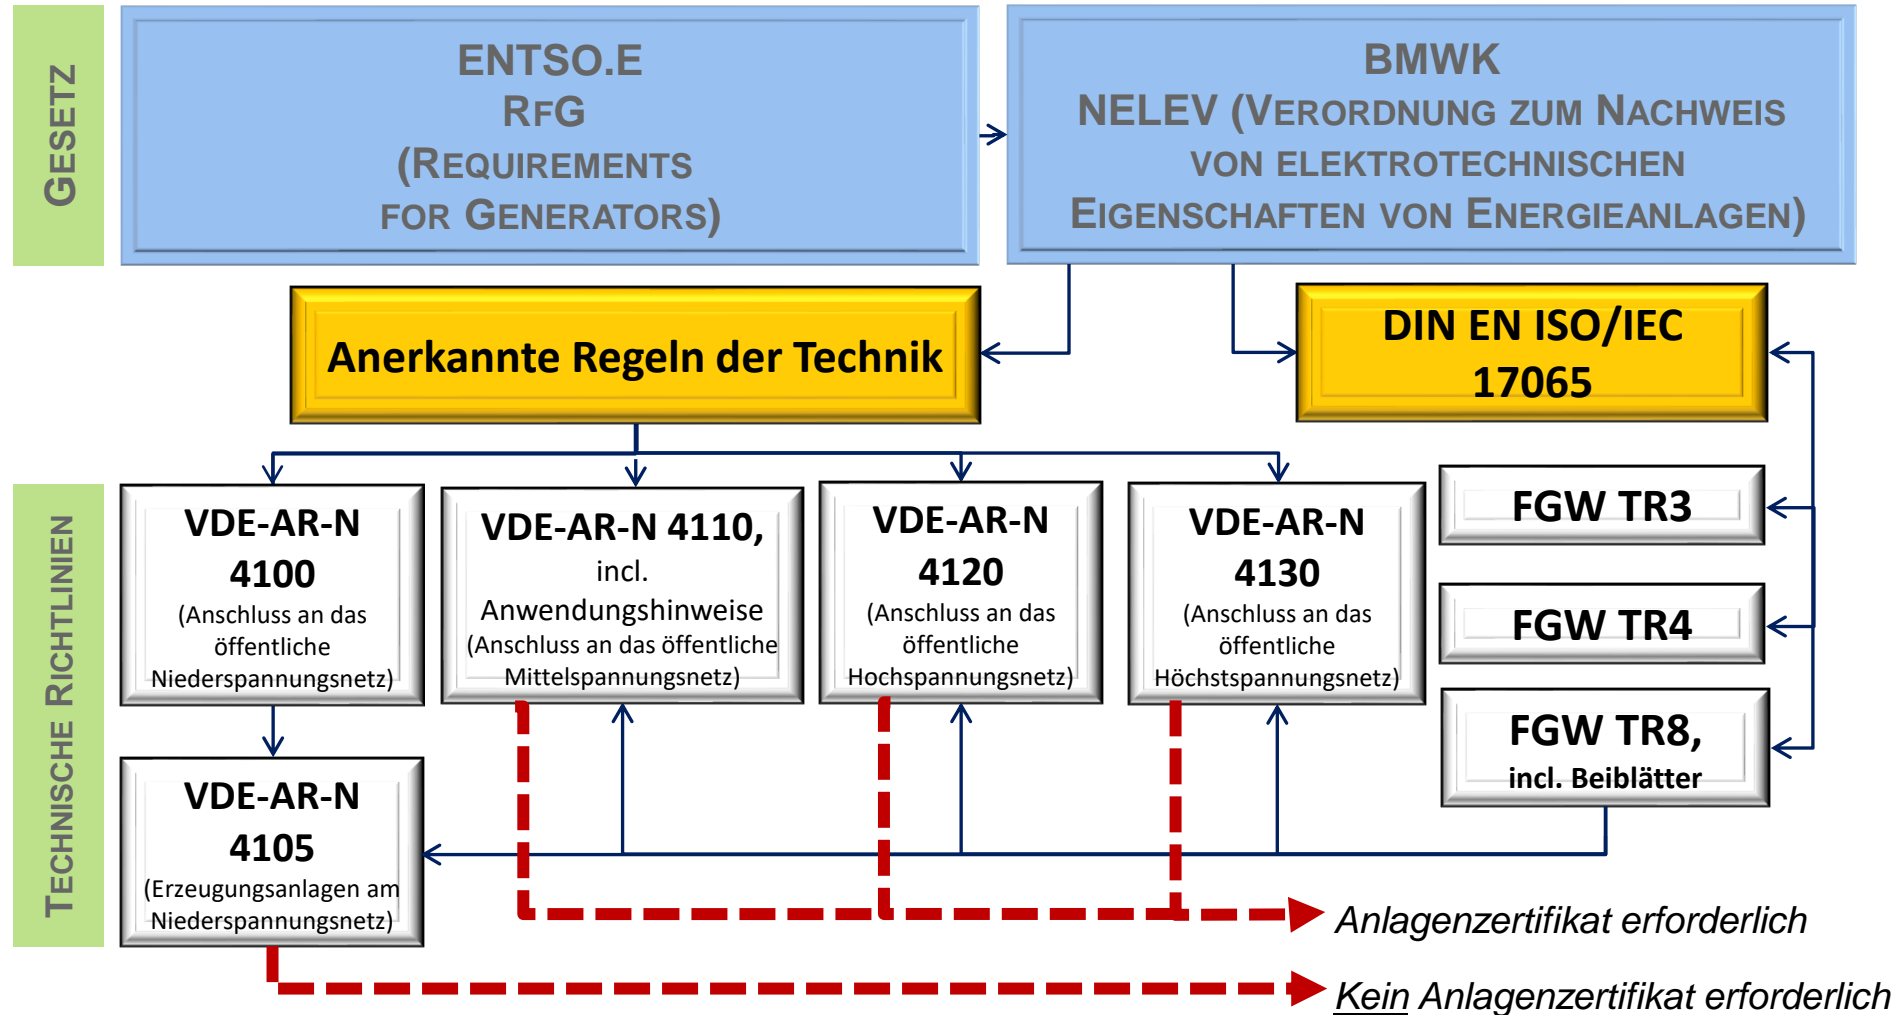 GESETZ
ENTSO.E
RFG
(REQUIREMENTS
FOR GENERATORS)
BMWK
NELEV (VERORDNUNG ZUM NACHWEIS
VON ELEKTROTECHNISCHEN
EIGENSCHAFTEN VON ENERGIEANLAGEN)
Anerkannte Regeln der Technik
DIN EN ISO/IEC
17065
TECHNISCHE RICHTLINIEN
VDE-AR-N
4100
(Anschluss an das
öffentliche
Niederspannungsnetz)
VDE-AR-N 4110,
incl.
Anwendungshinweise
(Anschluss an das öffentliche
Mittelspannungsnetz)
VDE-AR-N
4120
(Anschluss an das
öffentliche
Hochspannungsnetz)
VDE-AR-N
4130
(Anschluss an das
öffentliche
Höchstspannungsnetz)
FGW TR3
FGW TR4
FGW TR8,
incl. Beiblätter
VDE-AR-N
4105
(Erzeugungsanlagen am
Niederspannungsnetz)
Anlagenzertifikat erforderlich
Kein Anlagenzertifikat erforderlich